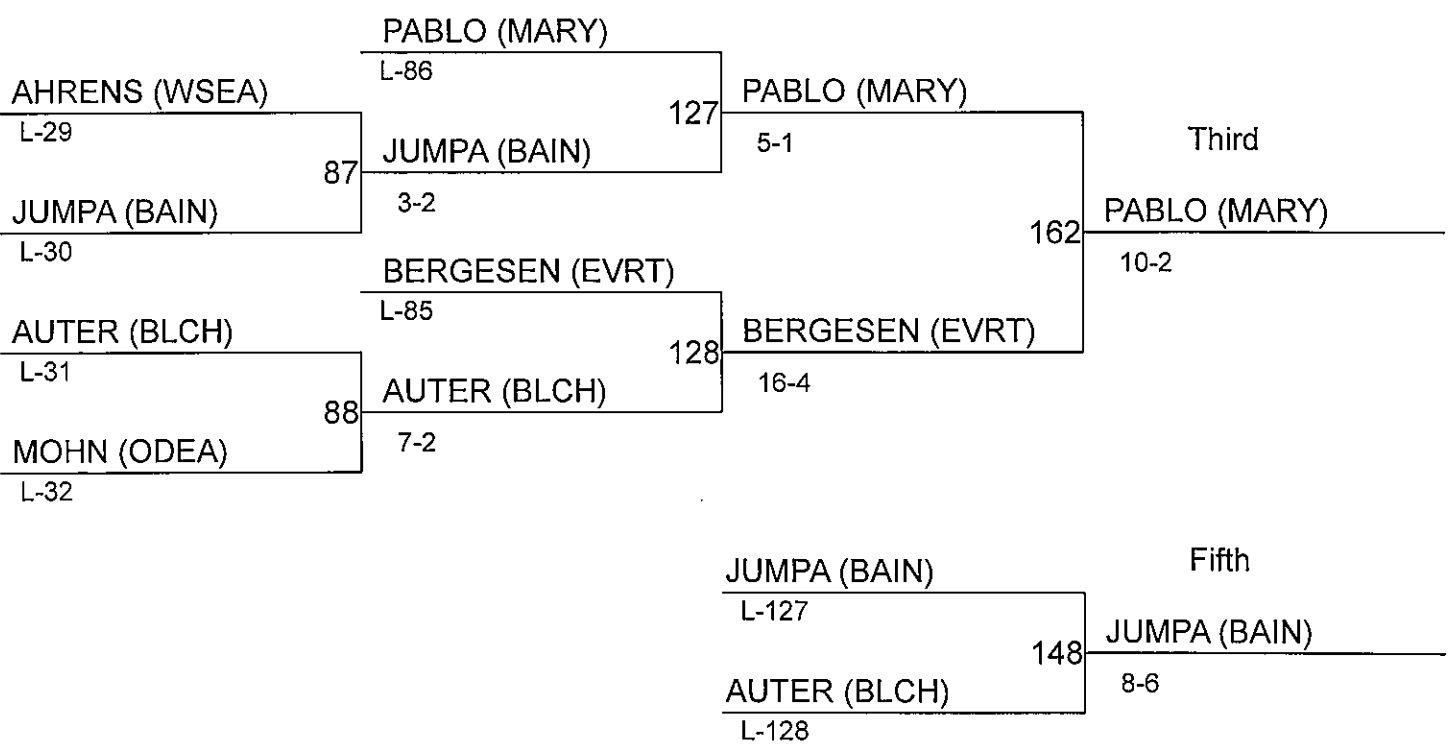 PABLO (MARY)
L-86
AHRENS (WSEA)
L-29
127
PABLO (MARY)
5-1
Third
87
JUMPA (BAIN)
3-2
JUMPA (BAIN)
L-30
162
PABLO (MARY)
10-2
BERGESEN (EVRT)
L-85
AUTER (BLCH)
L-31
128
BERGESEN (EVRT)
16-4
88
AUTER (BLCH)
7-2
MOHN (ODEA)
L-32
Fifth
JUMPA (BAIN)
L-127
148
JUMPA (BAIN)
8-6
AUTER (BLCH)
L-128